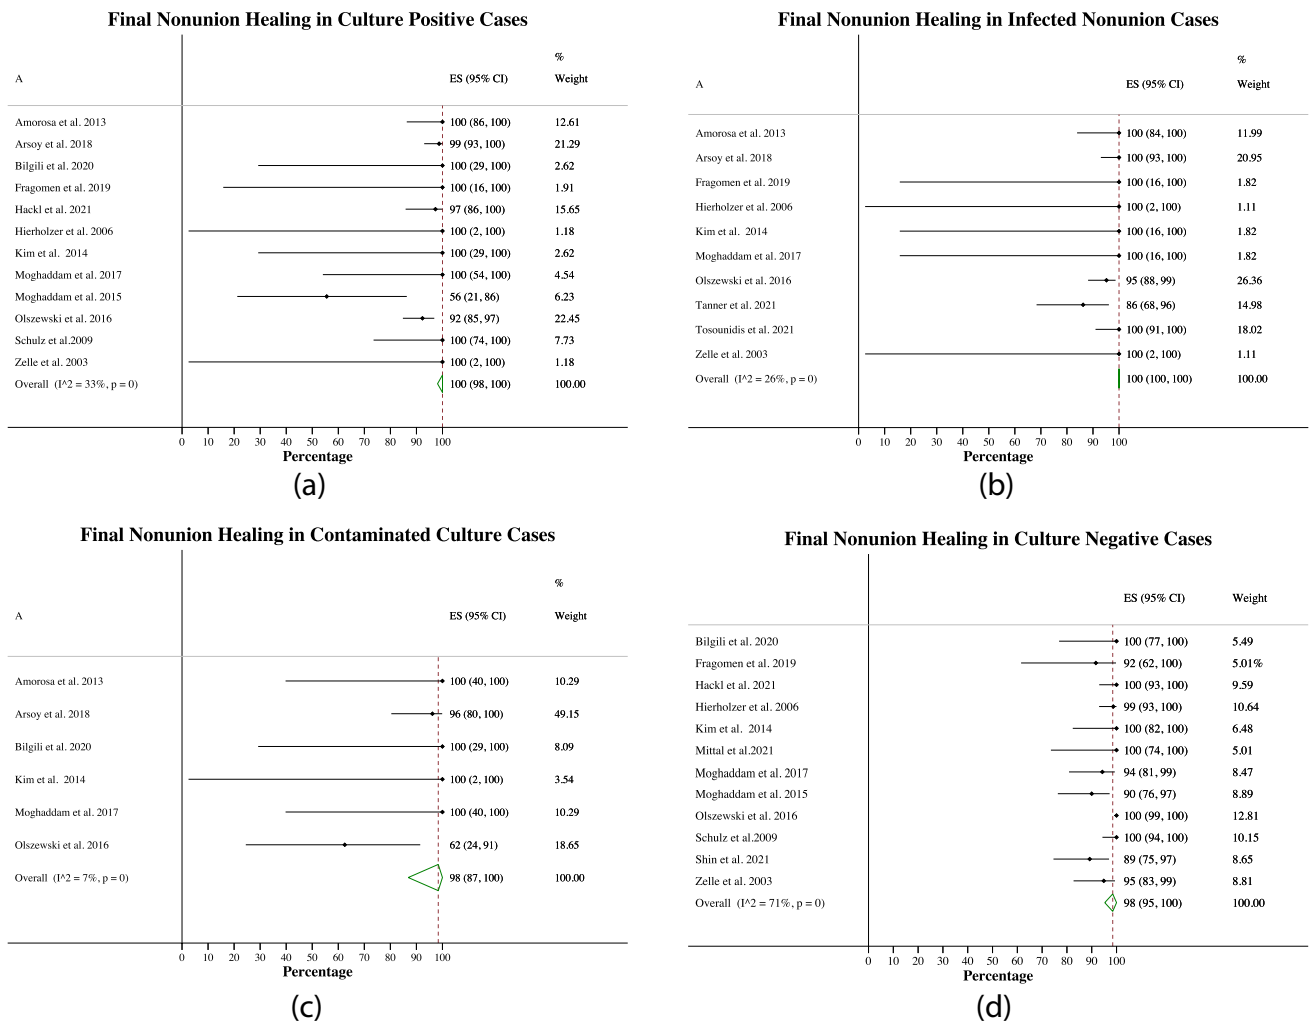 Final Nonunion Healing in Culture Positive Cases
%
A ES (95% CI) Weight
Amorosa et al. 2013 100 (86, 100) 12.61
Arsoy et al. 2018 99 (93, 100) 21.29
Bilgili et al. 2020 100 (29, 100) 2.62
Fragomen et al. 2019 100 (16, 100) 1.91
Hackl et al. 2021 97 (86, 100) 15.65
Hierholzer et al. 2006 100 (2, 100) 1.18
Kim et al. 2014 100 (29, 100) 2.62
Moghaddam et al. 2017 100 (54, 100) 4.54
Moghaddam et al. 2015 56 (21, 86) 6.23
Olszewski et al. 2016 92 (85, 97) 22.45
Schulz et al.2009 100 (74, 100) 7.73
Zelle et al. 2003 100 (2, 100) 1.18
Overall (I^2 = 33%, p = 0) 100 (98, 100) 100.00
0 10 20 30 40 50 60 70 80 90 100
Percentage
(a)
Final Nonunion Healing in Infected Nonunion Cases
%
A ES (95% CI) Weight
Amorosa et al. 2013 100 (84, 100) 11.99
Arsoy et al. 2018 100 (93, 100) 20.95
Fragomen et al. 2019 100 (16, 100) 1.82
Hierholzer et al. 2006 100 (2, 100) 1.11
Kim et al. 2014 100 (16, 100) 1.82
Moghaddam et al. 2017 100 (16, 100) 1.82
Olszewski et al. 2016 95 (88, 99) 26.36
Tanner et al. 2021 86 (68, 96) 14.98
Tosounidis et al. 2021 100 (91, 100) 18.02
Zelle et al. 2003 100 (2, 100) 1.11
Overall (I^2 = 26%, p = 0) 100 (100, 100) 100.00
0 10 20 30 40 50 60 70 80 90 100
Percentage
(b)
Final Nonunion Healing in Contaminated Culture Cases
%
A ES (95% CI) Weight
Amorosa et al. 2013 100 (40, 100) 10.29
Arsoy et al. 2018 96 (80, 100) 49.15
Bilgili et al. 2020 100 (29, 100) 8.09
Kim et al. 2014 100 (2, 100) 3.54
Moghaddam et al. 2017 100 (40, 100) 10.29
Olszewski et al. 2016 62 (24, 91) 18.65
Overall (I^2 = 7%, p = 0) 98 (87, 100) 100.00
0 10 20 30 40 50 60 70 80 90 100
Percentage
(c)
Final Nonunion Healing in Culture Negative Cases
ES (95% CI) Weight
Bilgili et al. 2020 100 (77, 100) 5.49
Fragomen et al. 2019 92 (62, 100) 5.01%
Hackl et al. 2021 100 (93, 100) 9.59
Hierholzer et al. 2006 99 (93, 100) 10.64
Kim et al. 2014 100 (82, 100) 6.48
Mittal et al.2021 100 (74, 100) 5.01
Moghaddam et al. 2017 94 (81, 99) 8.47
Moghaddam et al. 2015 90 (76, 97) 8.89
Olszewski et al. 2016 100 (99, 100) 12.81
Schulz et al.2009 100 (94, 100) 10.15
Shin et al. 2021 89 (75, 97) 8.65
Zelle et al. 2003 95 (83, 99) 8.81
Overall (I^2 = 71%, p = 0) 98 (95, 100) 100.00
0 10 20 30 40 50 60 70 80 90 100
Percentage
(d)